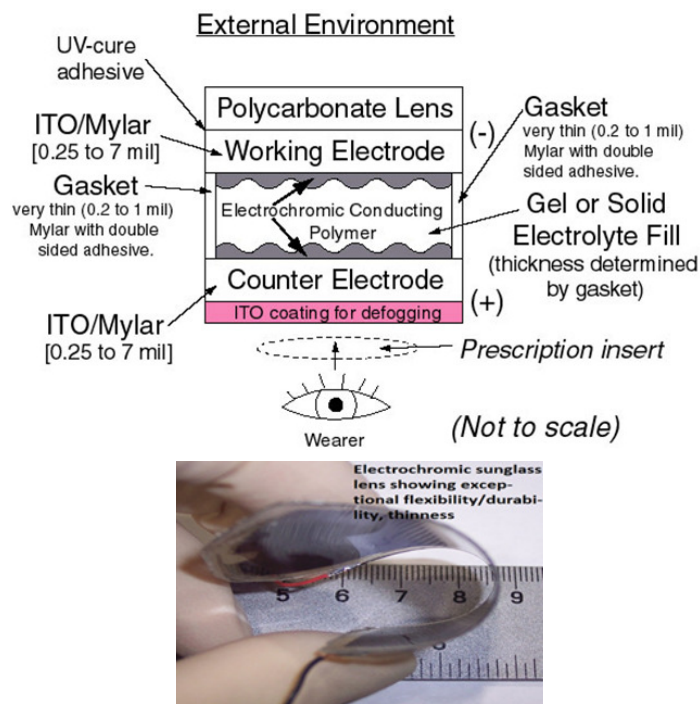 External Environment
UV-cure
adhesive
Polycarbonate Lens
(-)
ITO/Mylar
[0.25 to 7 mil]
Working Electrode
Gasket
very thin (0.2 to 1 mil)
Mylar with double
sided adhesive.
Gasket
very thin (0.2 to 1 mil)
Mylar with double
sided adhesive.
Electrochromic Conducting
Polymer
Gel or Solid
Electrolyte Fill
(thickness determined
by gasket)
Counter Electrode
(+)
ITO coating for defogging
ITO/Mylar
[0.25 to 7 mil]
Prescription insert
Wearer
(Not to scale)
Electrochromic sunglass
lens showing excep-
tional flexibility/durabi-
lity, thinness
5 6 7 8 9